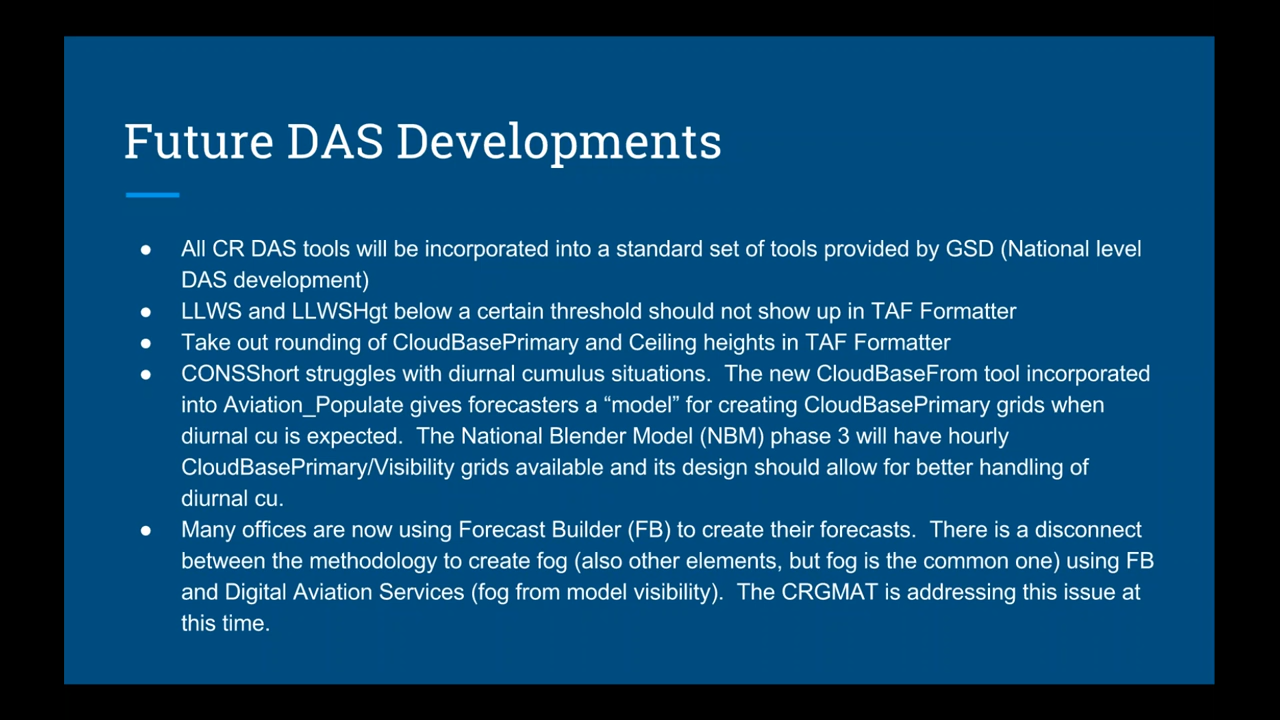 Future DAS Developments
● All CR DAS tools will be incorporated into a standard set of tools provided by GSD (National level
DAS development)
● LLWS and LLWSHgt below a certain threshold should not show up in TAF Formatter
● Take out rounding of CloudBasePrimary and Ceiling heights in TAF Formatter
● CONSShort struggles with diurnal cumulus situations.  The new CloudBaseFrom tool incorporated
into Aviation_Populate gives forecasters a “model” for creating CloudBasePrimary grids when
diurnal cu is expected.  The National Blender Model (NBM) phase 3 will have hourly
CloudBasePrimary/Visibility grids available and its design should allow for better handling of
diurnal cu.
● Many offices are now using Forecast Builder (FB) to create their forecasts.  There is a disconnect
between the methodology to create fog (also other elements, but fog is the common one) using FB
and Digital Aviation Services (fog from model visibility).  The CRGMAT is addressing this issue at
this time.